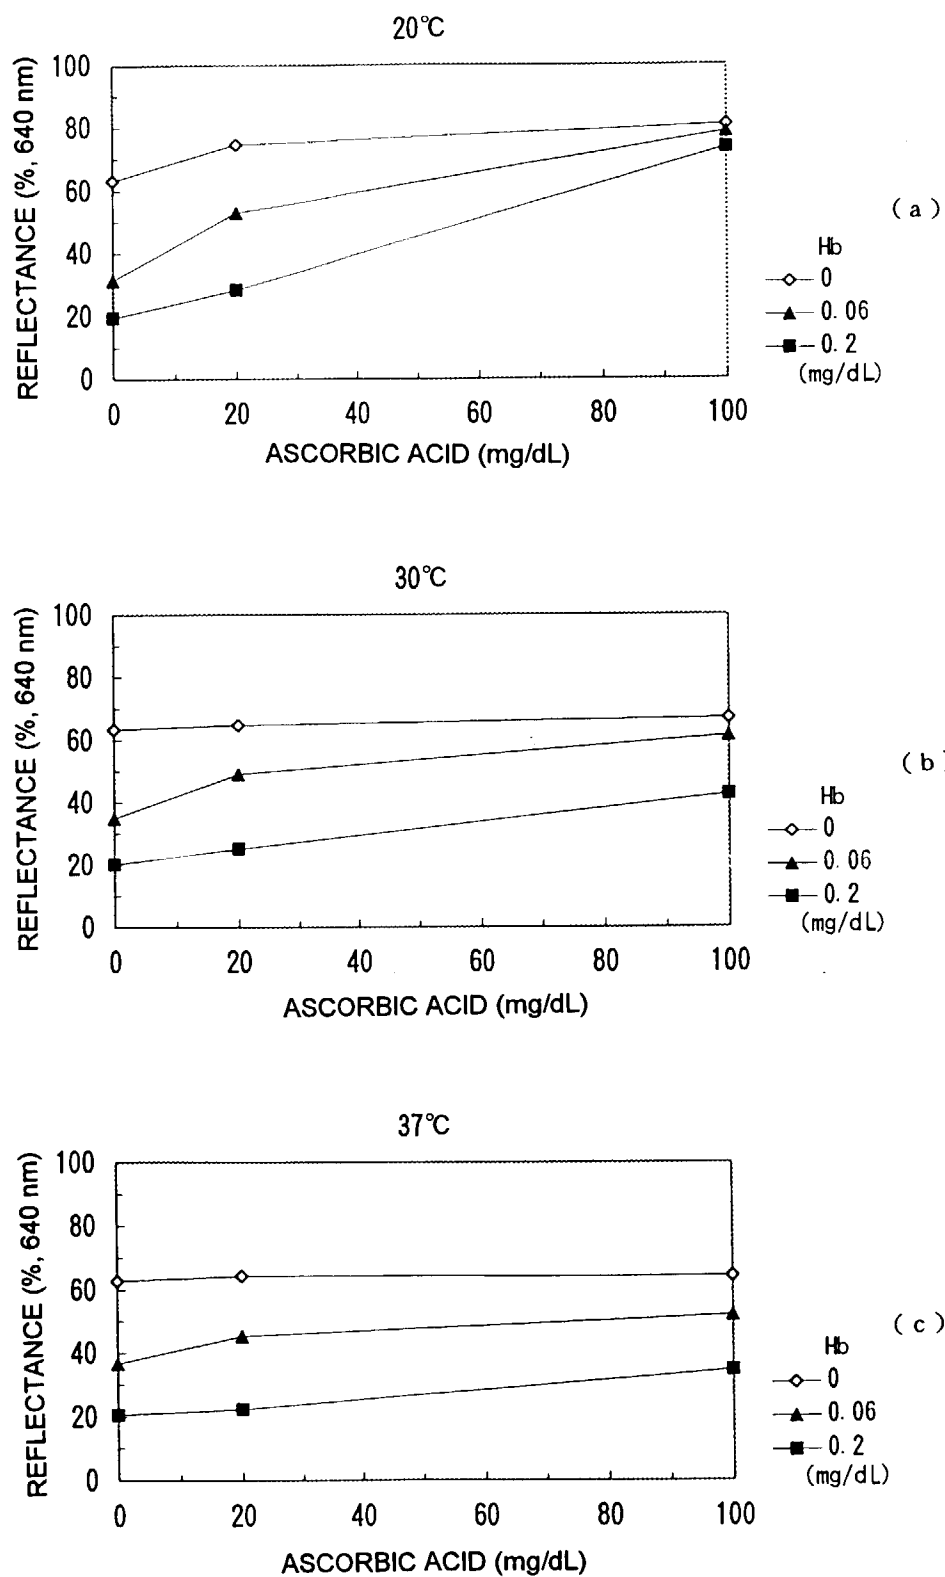 20℃
REFLECTANCE (%, 640 nm)
100
80
60
40
20
0
0 20 40 60 80 100
ASCORBIC ACID (mg/dL)
(a)
Hb
0
0.06
0.2
(mg/dL)
30℃
REFLECTANCE (%, 640 nm)
100
80
60
40
20
0
0 20 40 60 80 100
ASCORBIC ACID (mg/dL)
(b)
Hb
0
0.06
0.2
(mg/dL)
37℃
REFLECTANCE (%, 640 nm)
100
80
60
40
20
0
0 20 40 60 80 100
ASCORBIC ACID (mg/dL)
(c)
Hb
0
0.06
0.2
(mg/dL)